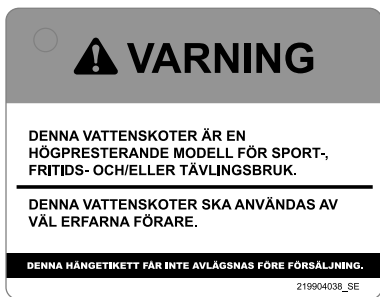 VARNING
DENNA VATTENSKOTER ÄR EN
HÖGPRESTERANDE MODELL FÖR SPORT-,
FRITIDS- OCH/ELLER TÄVLINGSBRUK.
DENNA VATTENSKOTER SKA ANVÄNDAS AV
VÄL ERFARNA FÖRARE.
DENNA HÄNGETIKETT FÅR INTE AVLÄGSNAS FÖRE FÖRSÄLJNING.
219904038_SE